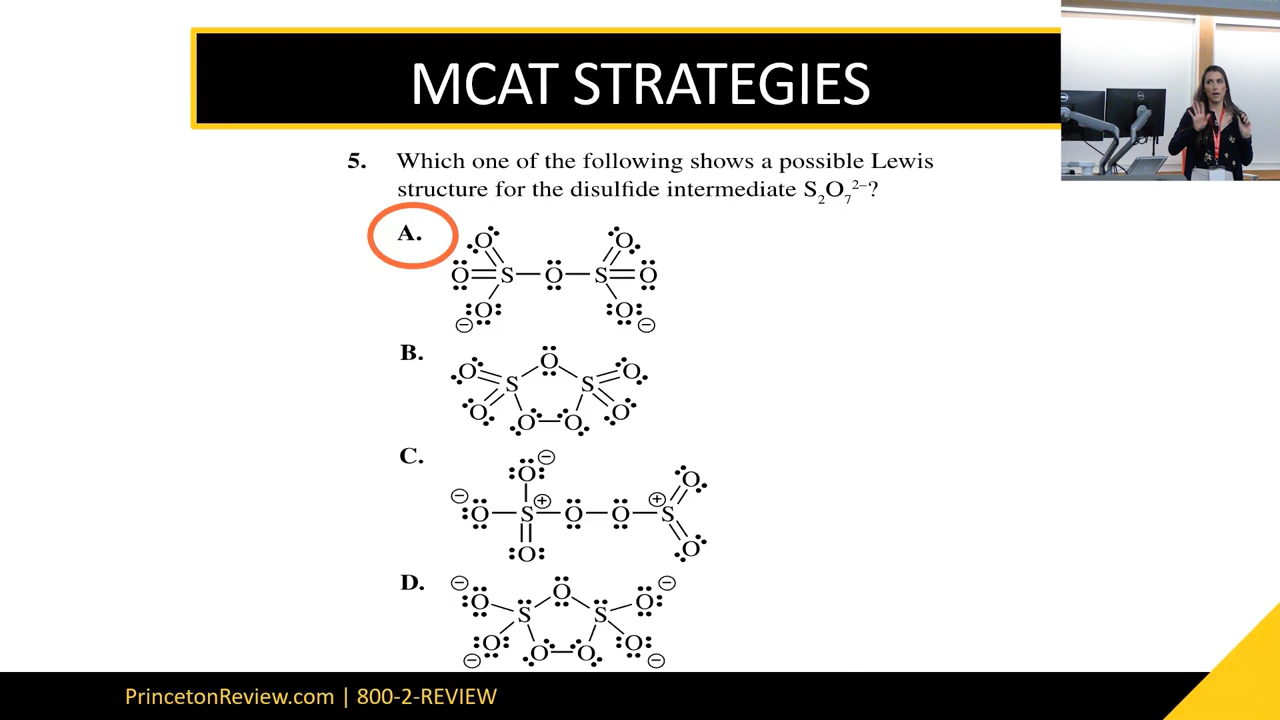 MCAT STRATEGIES
5. Which one of the following shows a possible Lewis
structure for the disulfide intermediate S₂O₇²⁻?
A.
O O
O=S—O—S=O
O O
⊖ ⊖
B.
O
O S S O
O O—O O
C.
O ⊖
⊖ ⊕ ⊕ O
O—S—O—O—S
O O
D.
⊖ O ⊖
O S S O
O O—O O
⊖ ⊖
PrincetonReview.com | 800-2-REVIEW